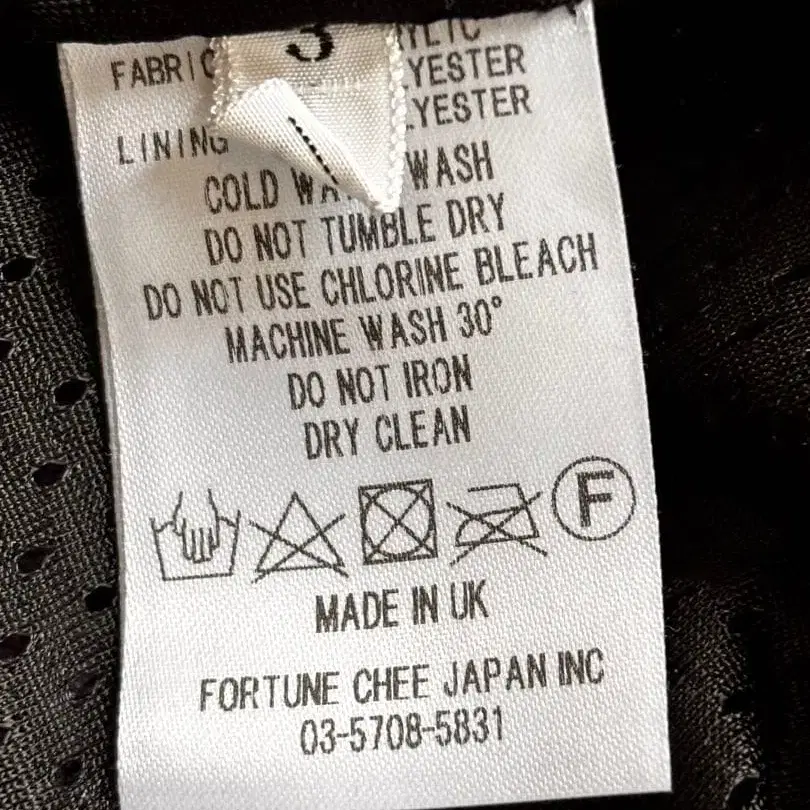 3
FABRIC
LINING
COLD WASH
DO NOT TUMBLE DRY
DO NOT USE CHLORINE BLEACH
MACHINE WASH 30°
DO NOT IRON
DRY CLEAN
F
MADE IN UK
FORTUNE CHEE JAPAN INC
03-5708-5831